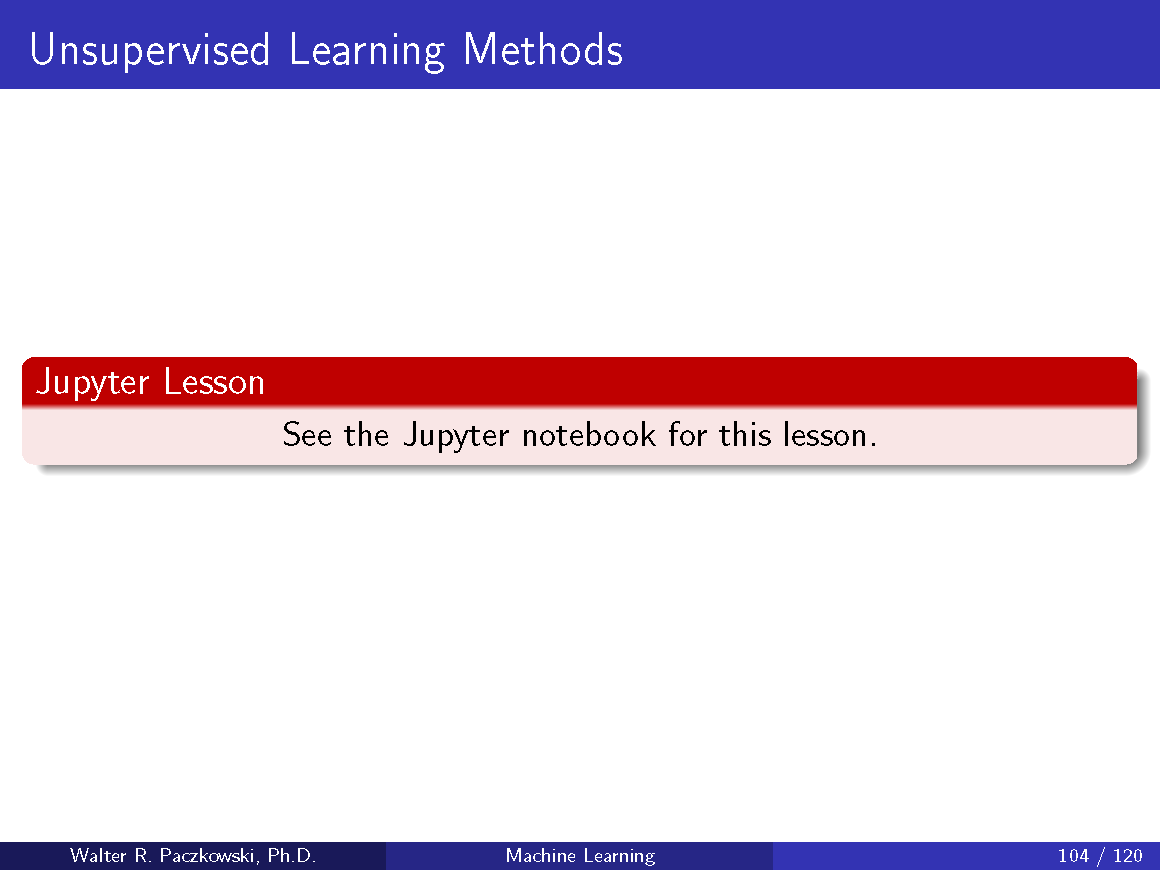 Unsupervised Learning Methods
Jupyter Lesson
See the Jupyter notebook for this lesson.
Walter R. Paczkowski, Ph.D. Machine Learning 104 / 120